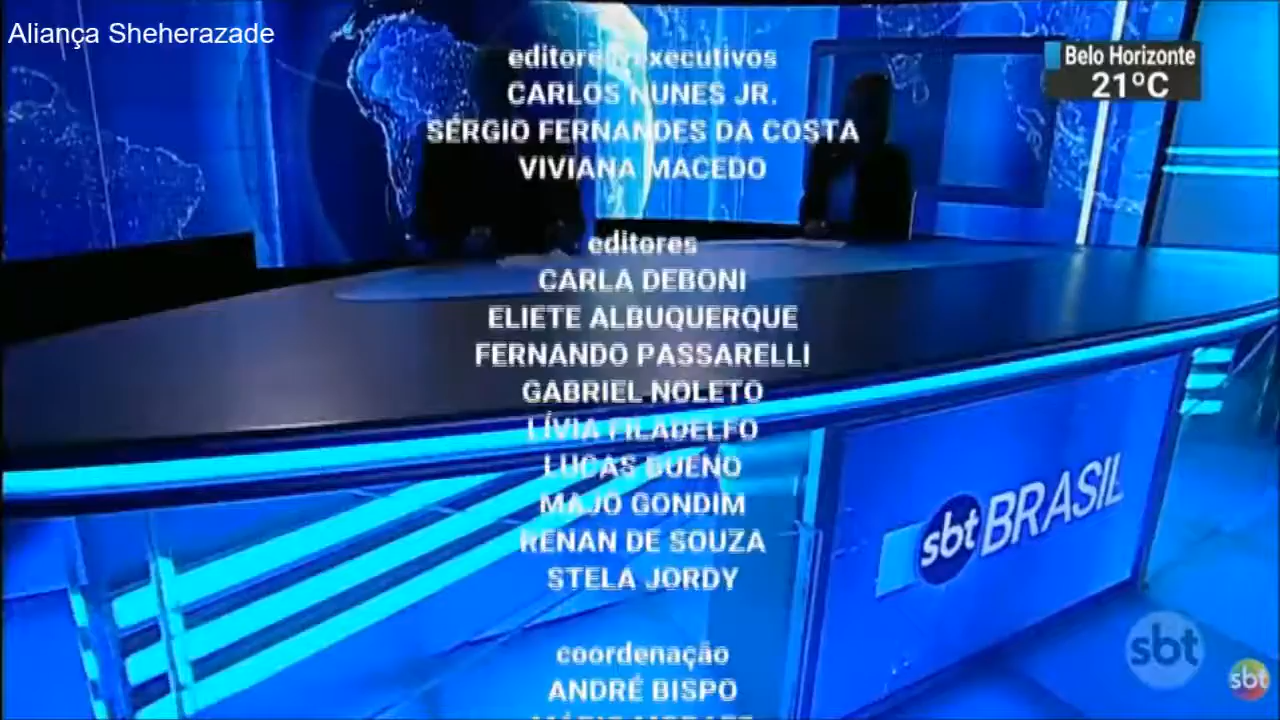 Aliança Sheherazade
Belo Horizonte
21ºC
editores executivos
CARLOS NUNES JR.
SÉRGIO FERNANDES DA COSTA
VIVIANA MACEDO
editores
CARLA DEBONI
ELIETE ALBUQUERQUE
FERNANDO PASSARELLI
GABRIEL NOLETO
LÍVIA FILADELFO
LUCAS BUENO
MAJO GONDIM
RENAN DE SOUZA
STELA JORDY
coordenação
ANDRÉ BISPO
sbt BRASIL
sbt
sbt